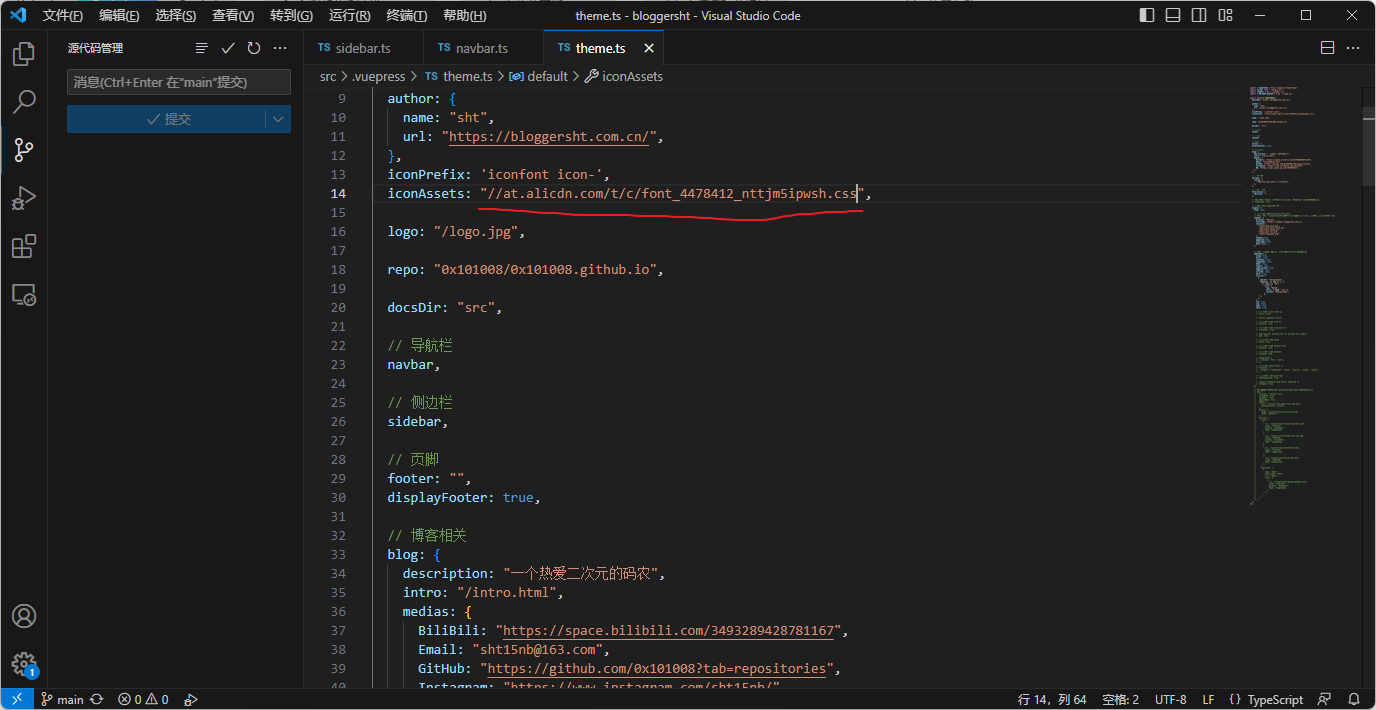 文件(F) 编辑(E) 选择(S) 查看(V) 转到(G) 运行(R) 终端(T) 帮助(H) theme.ts - bloggersht - Visual Studio Code
源代码管理
消息(Ctrl+Enter 在"main"提交)
提交
TS sidebar.ts TS navbar.ts TS theme.ts
src > .vuepress > TS theme.ts > default > iconAssets
9 author: {
10 name: "sht",
11 url: "https://bloggersht.com.cn/",
12 },
13 iconPrefix: 'iconfont icon-',
14 iconAssets: "//at.alicdn.com/t/c/font_4478412_nttjm5ipwsh.css",
15
16 logo: "/logo.jpg",
17
18 repo: "0x101008/0x101008.github.io",
19
20 docsDir: "src",
21
22 // 导航栏
23 navbar,
24
25 // 侧边栏
26 sidebar,
27
28 // 页脚
29 footer: "",
30 displayFooter: true,
31
32 // 博客相关
33 blog: {
34 description: "一个热爱二次元的码农",
35 intro: "/intro.html",
36 medias: {
37 BiliBili: "https://space.bilibili.com/3493289428781167",
38 Email: "sht15nb@163.com",
39 GitHub: "https://github.com/0x101008?tab=repositories",
40 Instagram: "https://www.instagram.com/sht15nb/"
main 0 0 行 14，列 64 空格: 2 UTF-8 LF {} TypeScript
1